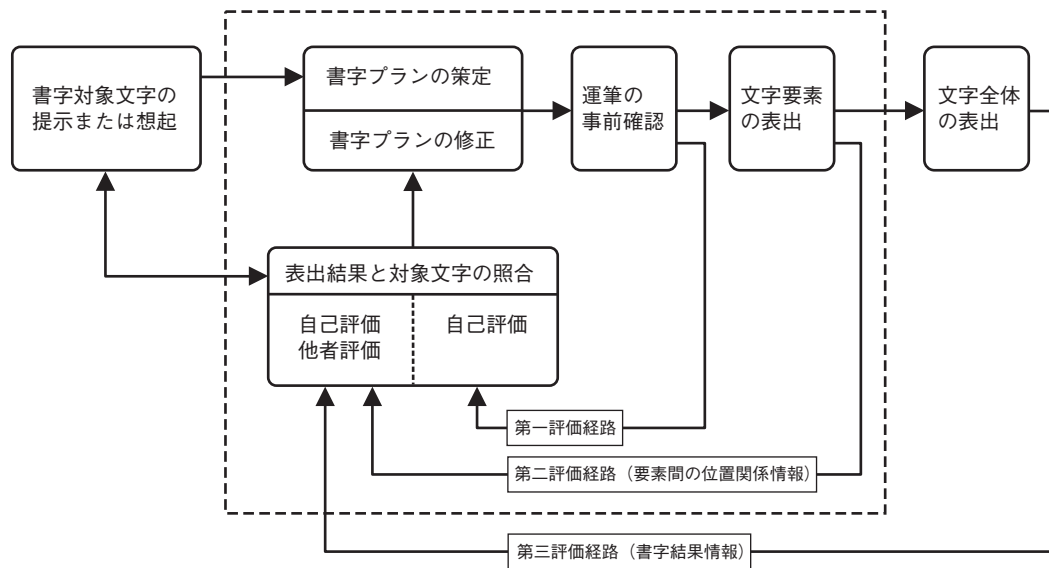 書字対象文字の
提示または想起
書字プランの策定
書字プランの修正
運筆の
事前確認
文字要素
の表出
文字全体
の表出
表出結果と対象文字の照合
自己評価
他者評価
自己評価
第一評価経路
第二評価経路（要素間の位置関係情報）
第三評価経路（書字結果情報）